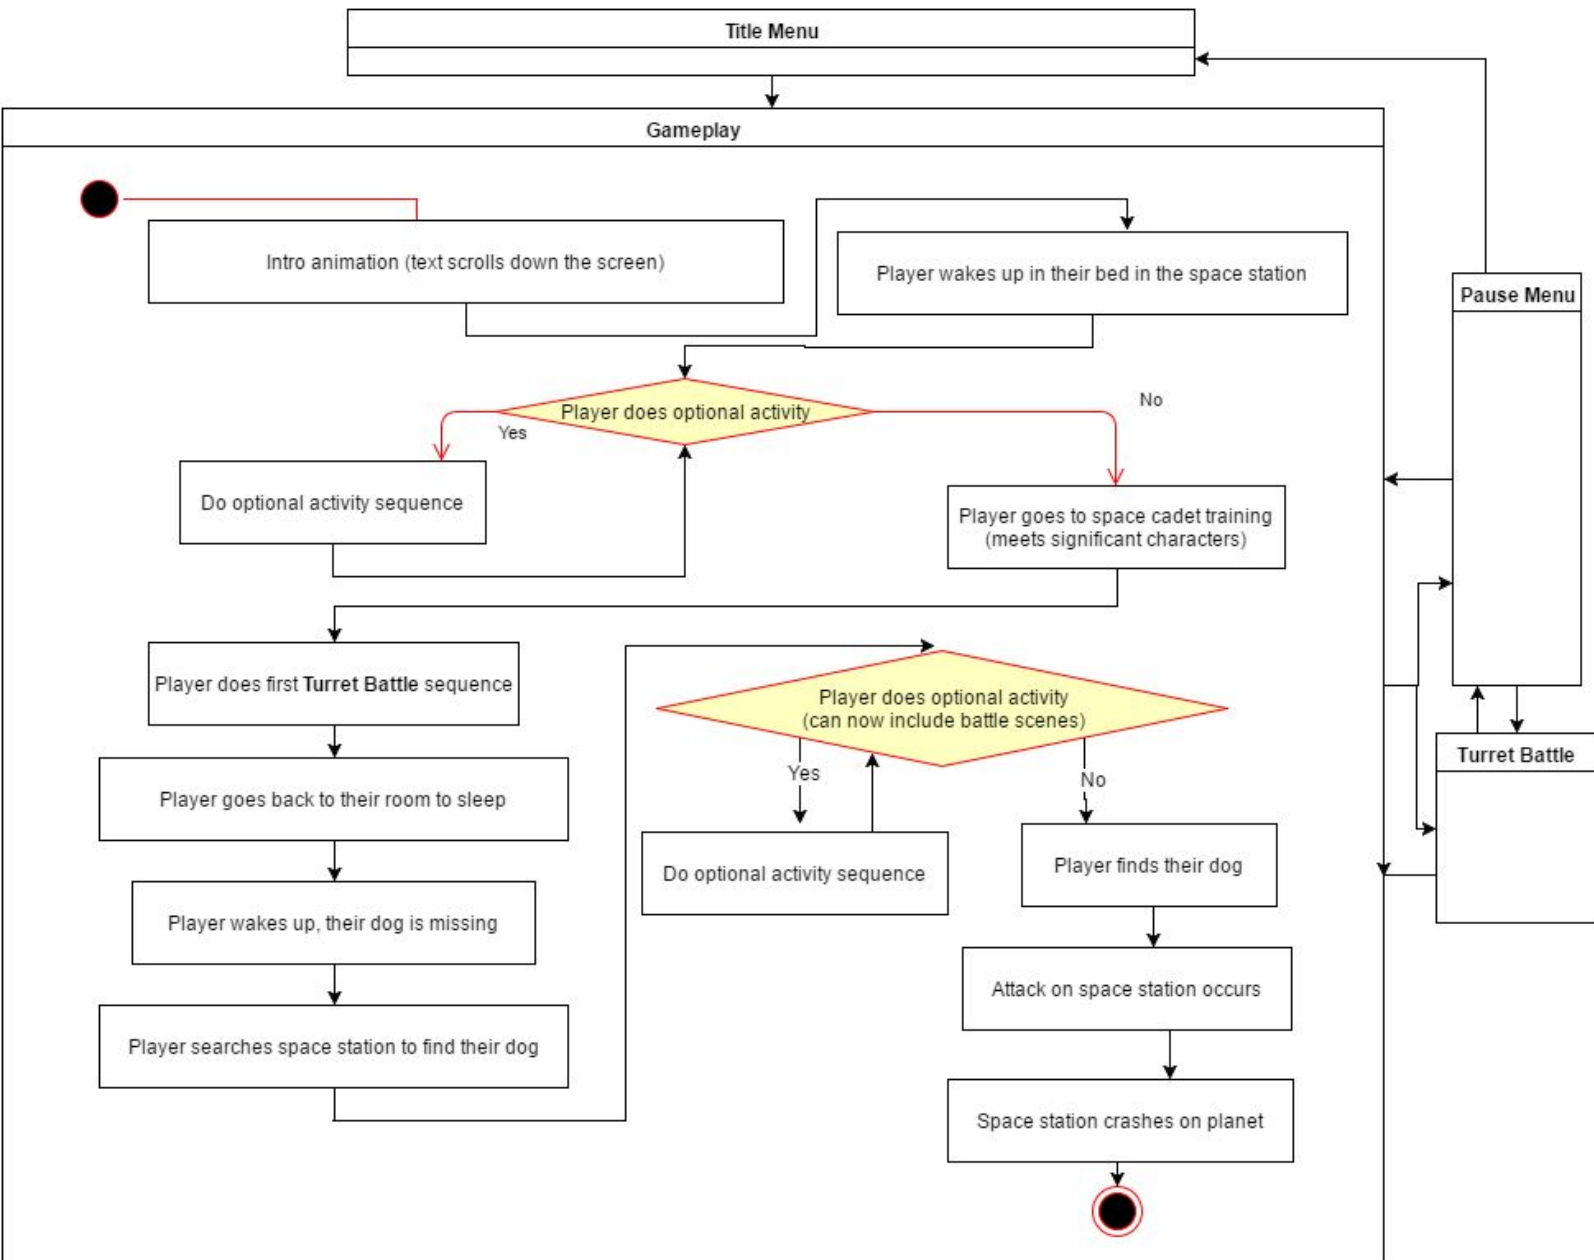 Title Menu
Gameplay
Intro animation (text scrolls down the screen)
Player wakes up in their bed in the space station
Pause Menu
Player does optional activity
No
Yes
Do optional activity sequence
Player goes to space cadet training
(meets significant characters)
Player does first Turret Battle sequence
Player does optional activity
(can now include battle scenes)
Turret Battle
Yes
No
Player goes back to their room to sleep
Do optional activity sequence
Player finds their dog
Player wakes up, their dog is missing
Attack on space station occurs
Player searches space station to find their dog
Space station crashes on planet